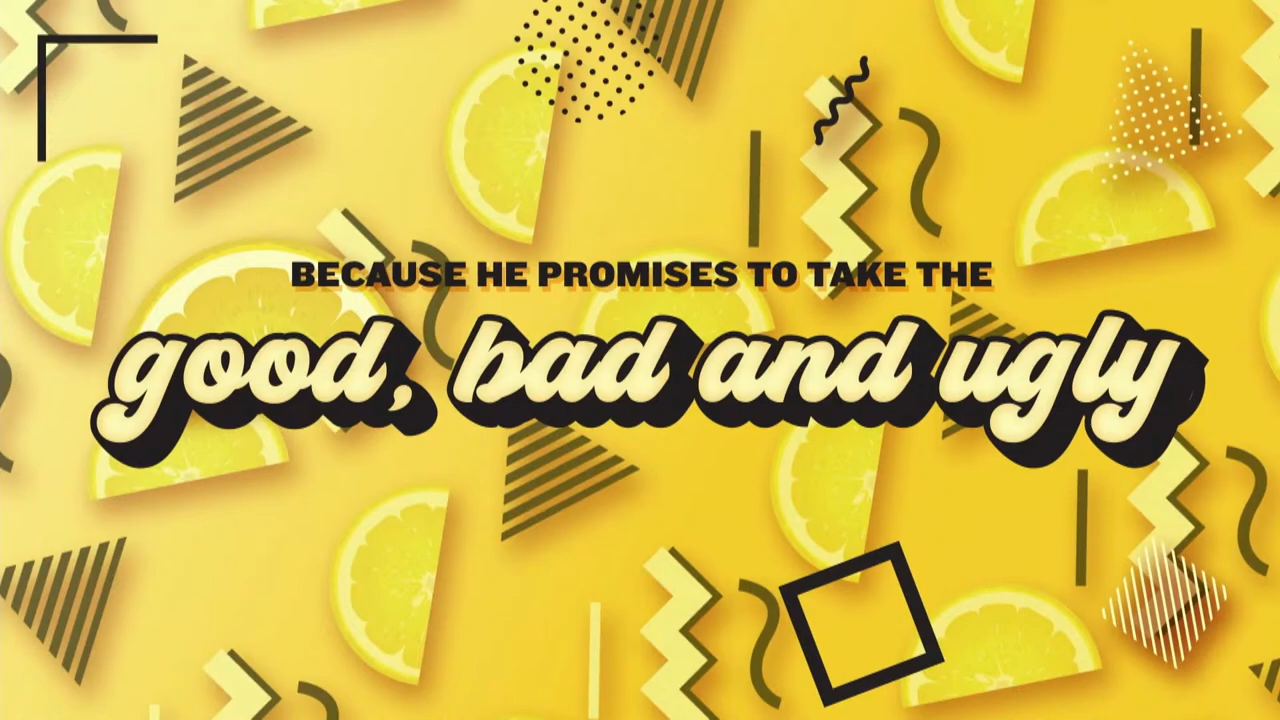 BECAUSE HE PROMISES TO TAKE THE
good, bad and ugly